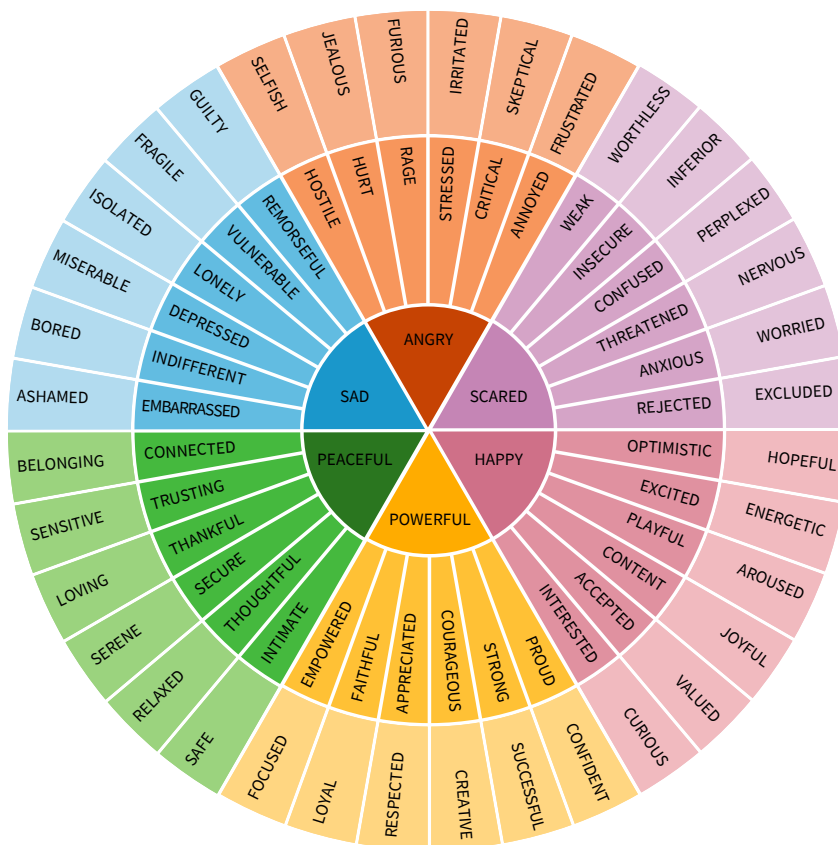 ANGRY
STRESSED
CRITICAL
ANNOYED
HOSTILE
HURT
RAGE
SELFISH
JEALOUS
FURIOUS
IRRITATED
SKEPTICAL
FRUSTRATED
SCARED
WEAK
INSECURE
CONFUSED
THREATENED
ANXIOUS
REJECTED
WORTHLESS
INFERIOR
PERPLEXED
NERVOUS
WORRIED
EXCLUDED
HAPPY
OPTIMISTIC
EXCITED
PLAYFUL
CONTENT
ACCEPTED
INTERESTED
HOPEFUL
ENERGETIC
AROUSED
JOYFUL
VALUED
CURIOUS
POWERFUL
PROUD
STRONG
COURAGEOUS
APPRECIATED
FAITHFUL
EMPOWERED
CONFIDENT
SUCCESSFUL
CREATIVE
RESPECTED
LOYAL
FOCUSED
PEACEFUL
INTIMATE
THOUGHTFUL
SECURE
THANKFUL
TRUSTING
CONNECTED
SAFE
RELAXED
SERENE
LOVING
SENSITIVE
BELONGING
SAD
EMBARRASSED
INDIFFERENT
DEPRESSED
LONELY
VULNERABLE
REMORSEFUL
ASHAMED
BORED
MISERABLE
ISOLATED
FRAGILE
GUILTY